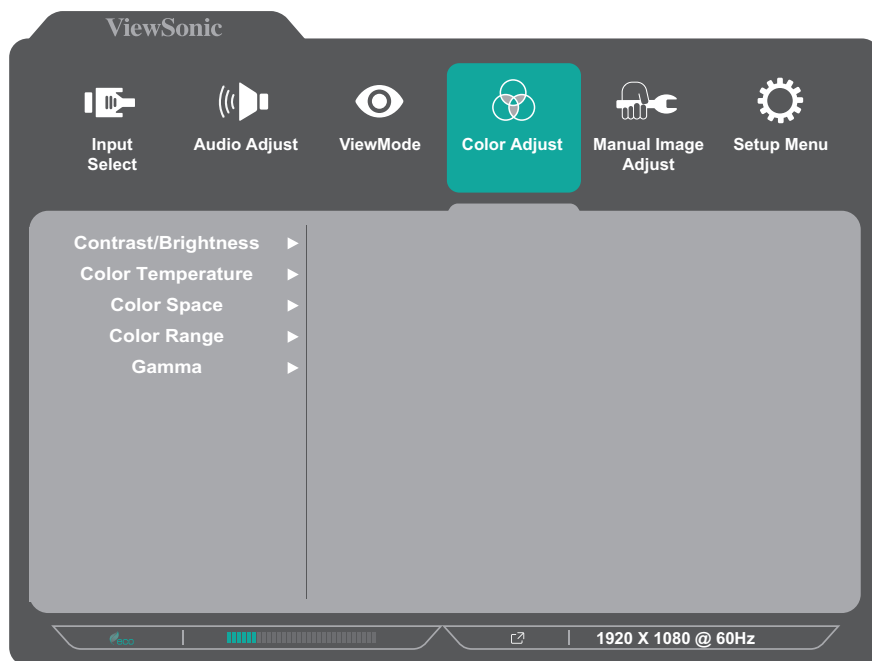 ViewSonic
Input Select
Audio Adjust
ViewMode
Color Adjust
Manual Image Adjust
Setup Menu
Contrast/Brightness
Color Temperature
Color Space
Color Range
Gamma
eco
1920 X 1080 @ 60Hz